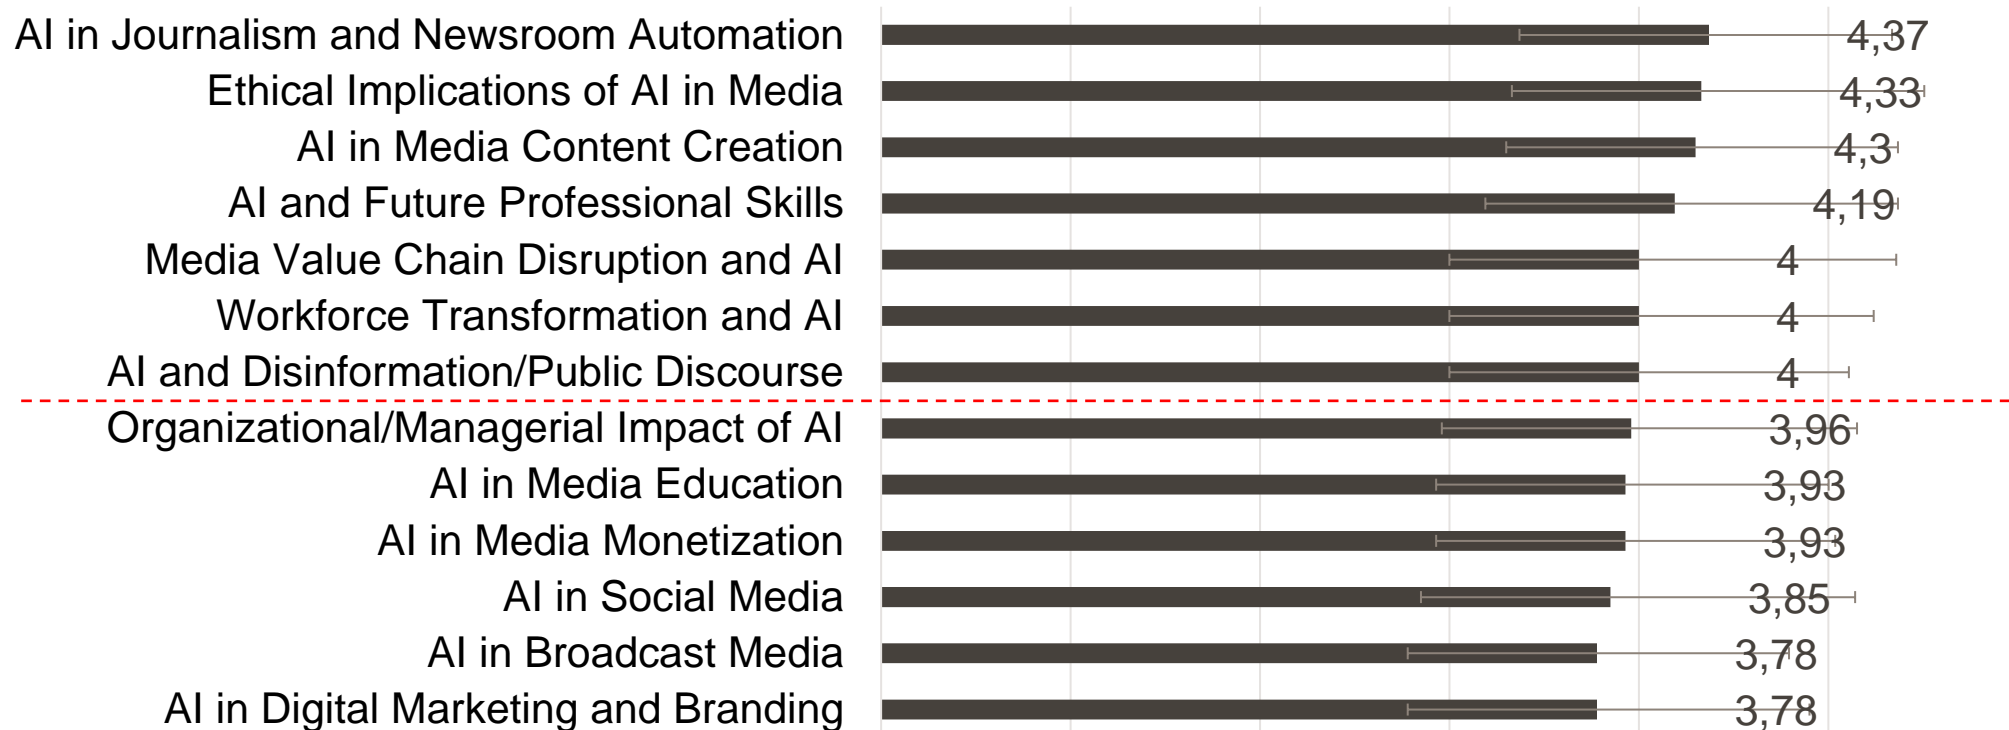 AI in Journalism and Newsroom Automation 4,37
Ethical Implications of AI in Media 4,33
AI in Media Content Creation 4,3
AI and Future Professional Skills 4,19
Media Value Chain Disruption and AI 4
Workforce Transformation and AI 4
AI and Disinformation/Public Discourse 4
Organizational/Managerial Impact of AI 3,96
AI in Media Education 3,93
AI in Media Monetization 3,93
AI in Social Media 3,85
AI in Broadcast Media 3,78
AI in Digital Marketing and Branding 3,78